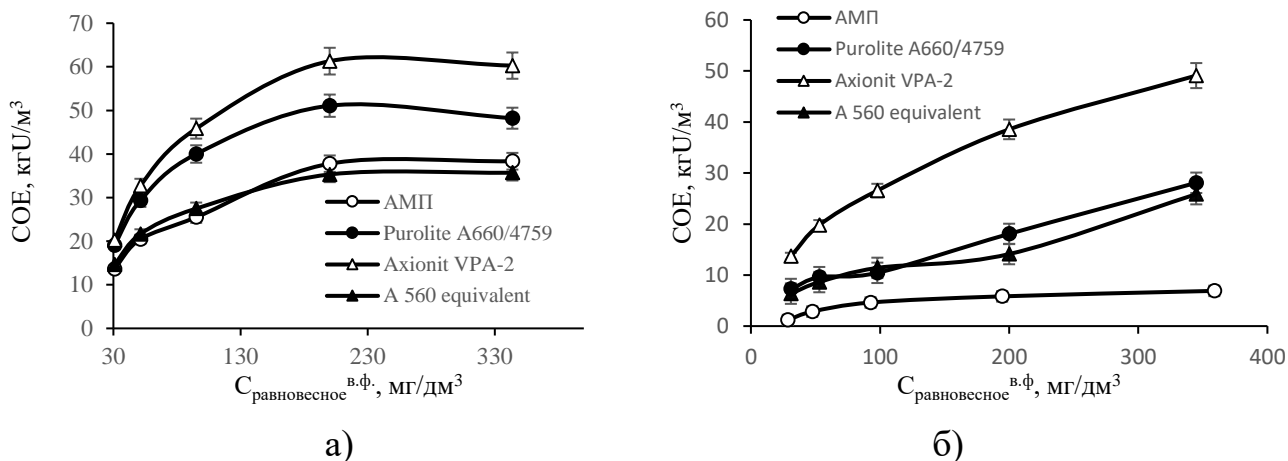 70
60
50
40
30
20
10
0
СОЕ, кгU/м³
30 130 230 330
Cравновесноев.ф., мг/дм³
АМП
Purolite A660/4759
Axionit VPA-2
A 560 equivalent
а)
60
50
40
30
20
10
0
СОЕ, кгU/м³
0 100 200 300 400
Cравновесноев.ф, мг/дм³
АМП
Purolite A660/4759
Axionit VPA-2
A 560 equivalent
б)